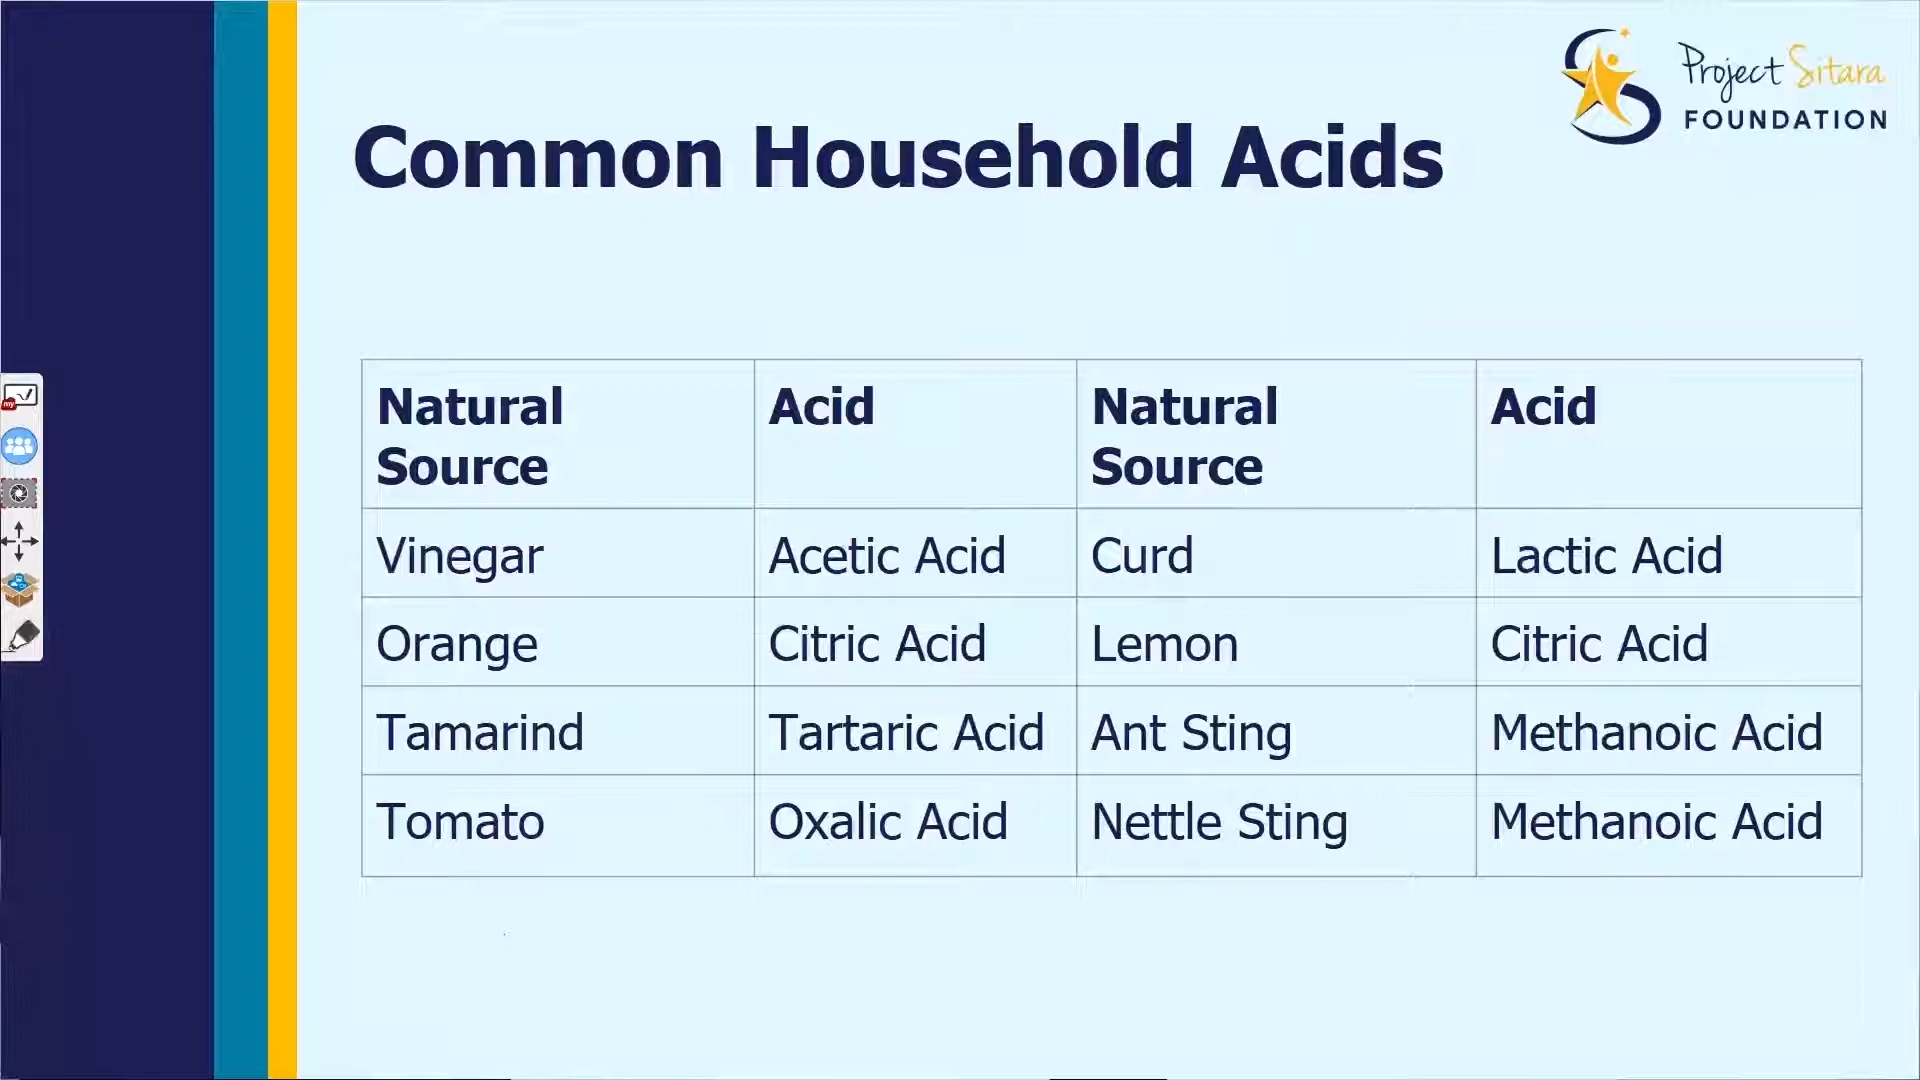 Project Sitara
FOUNDATION
Common Household Acids
Natural Source Acid Natural Source Acid
Vinegar Acetic Acid Curd Lactic Acid
Orange Citric Acid Lemon Citric Acid
Tamarind Tartaric Acid Ant Sting Methanoic Acid
Tomato Oxalic Acid Nettle Sting Methanoic Acid
my